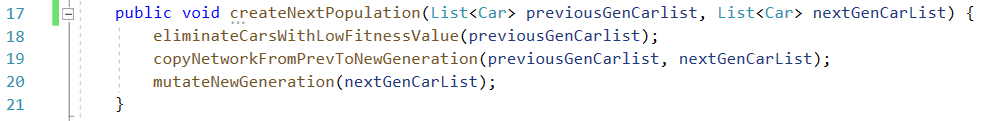 17 public void createNextPopulation(List<Car> previousGenCarlist, List<Car> nextGenCarList) {
18 eliminateCarsWithLowFitnessValue(previousGenCarlist);
19 copyNetworkFromPrevToNewGeneration(previousGenCarlist, nextGenCarList);
20 mutateNewGeneration(nextGenCarList);
21 }